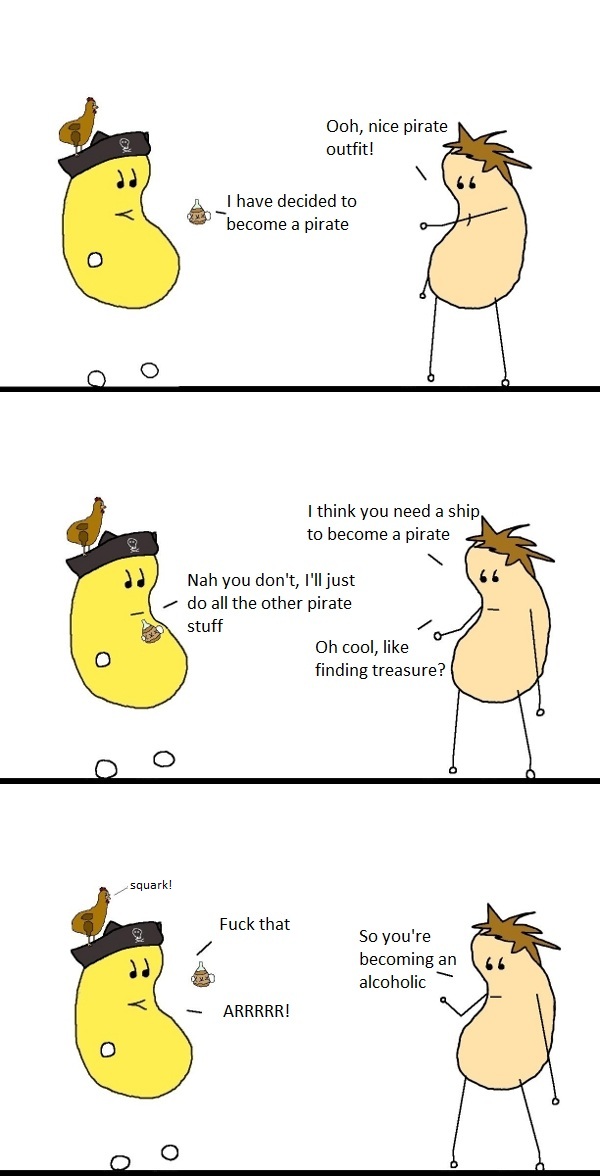 Ooh, nice pirate
outfit!
I have decided to
become a pirate
I think you need a ship
to become a pirate
Nah you don't, I'll just
do all the other pirate
stuff
Oh cool, like
finding treasure?
squark!
Fuck that
So you're
becoming an
alcoholic
ARRRRR!